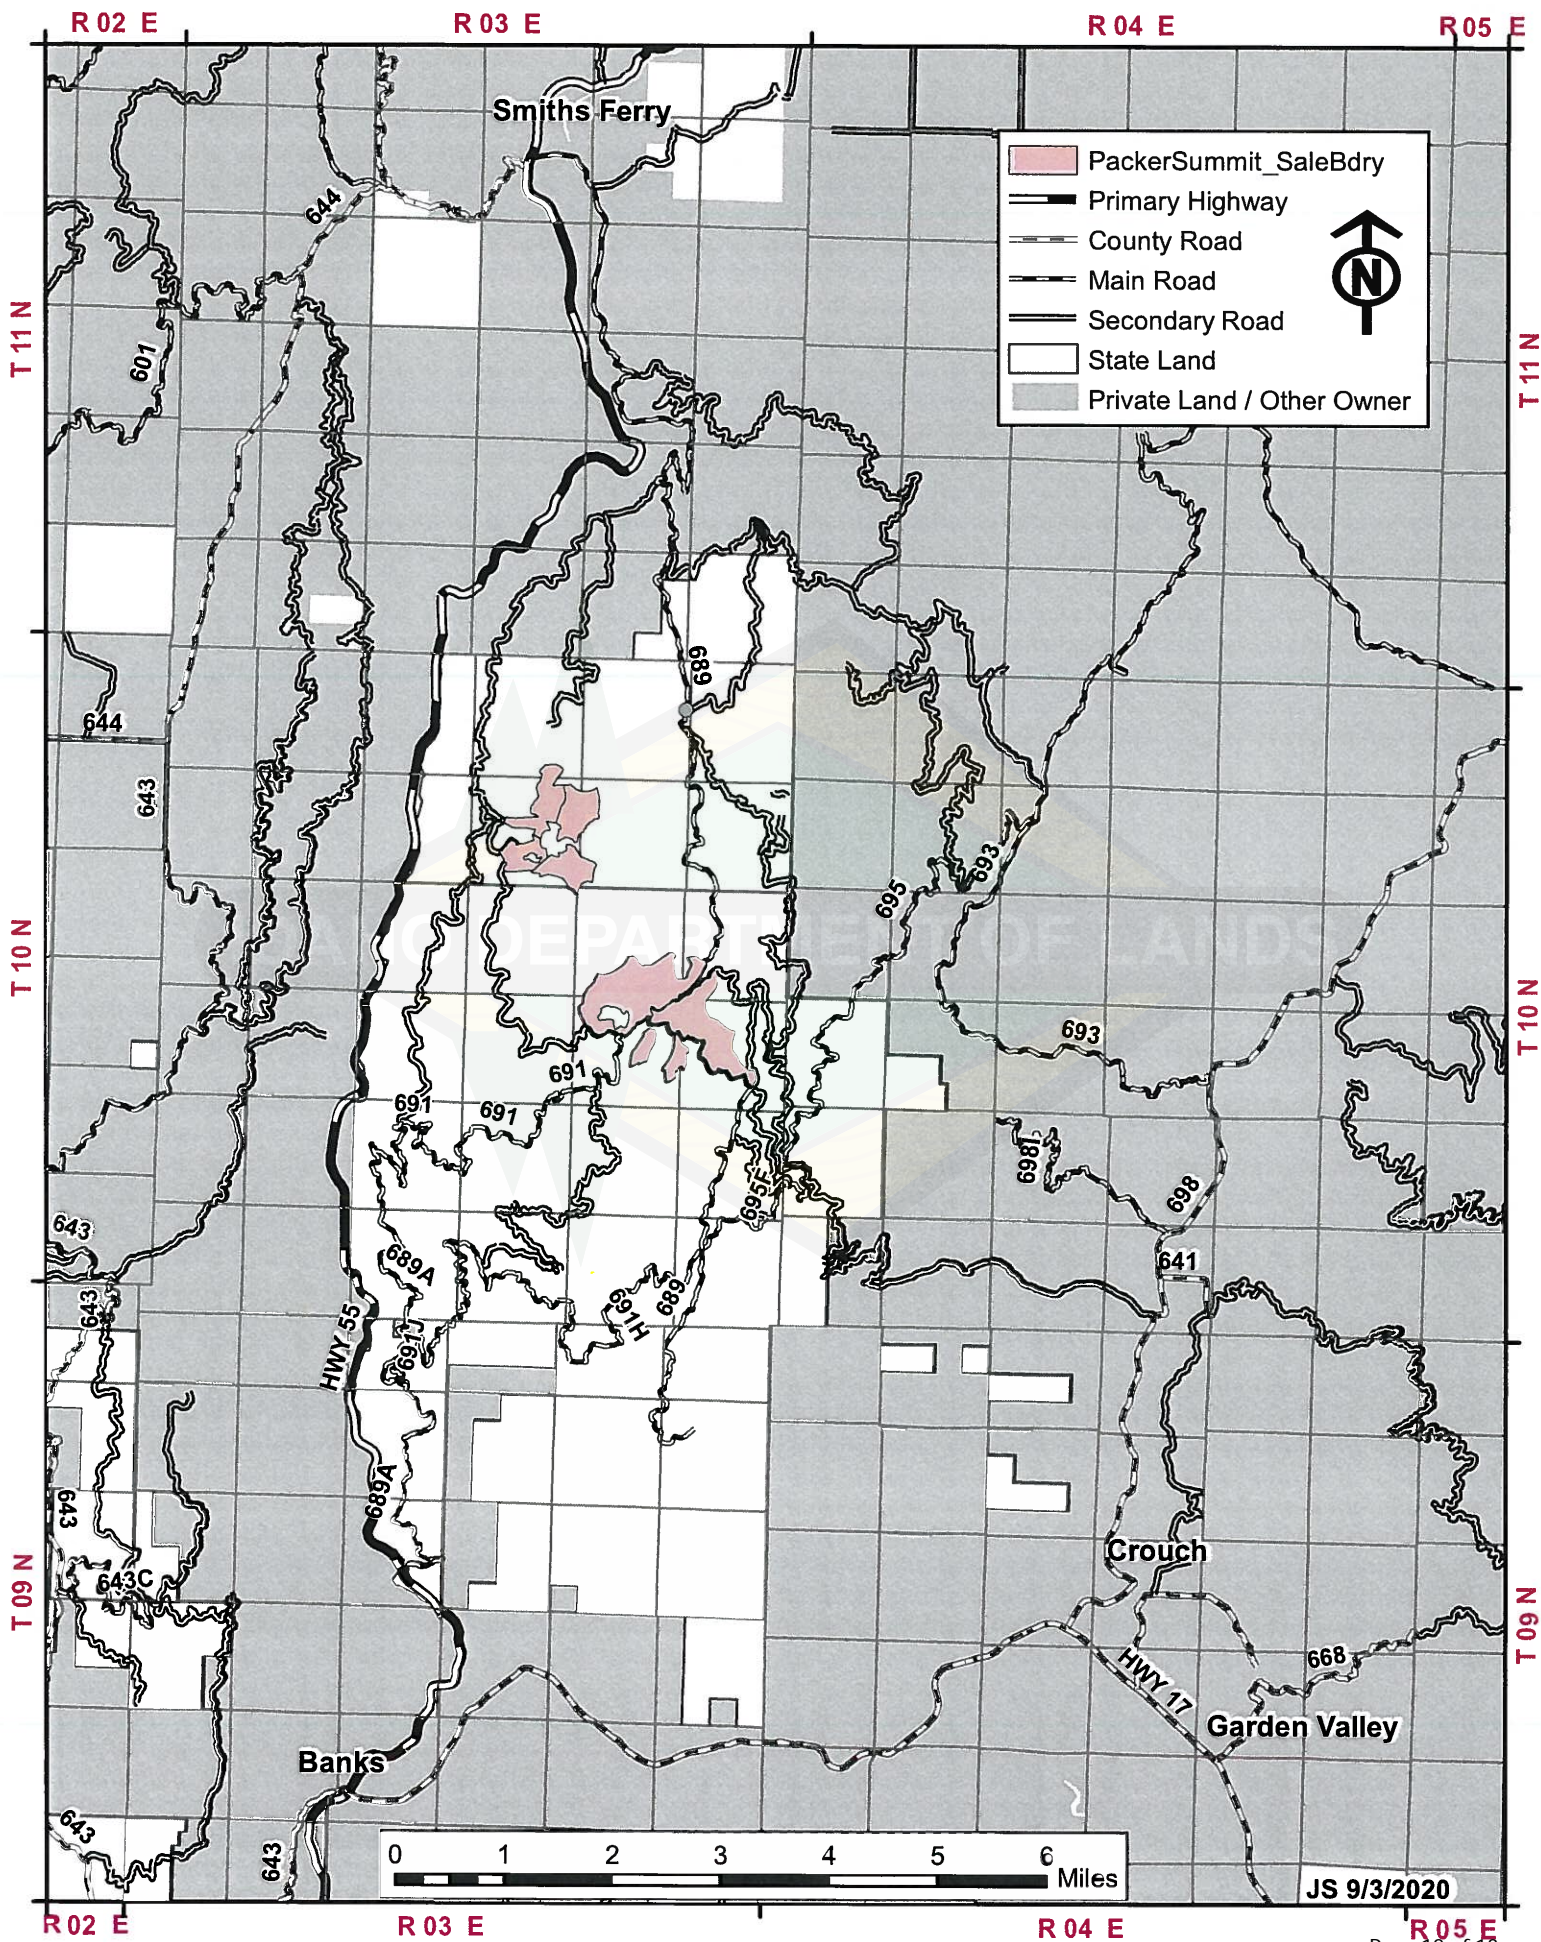 R 02 E
R 03 E
R 04 E
R 05 E
Smiths Ferry
PackerSummit_SaleBdry
Primary Highway
County Road
Main Road
Secondary Road
State Land
Private Land / Other Owner
N
644
T 11 N
T 11 N
601
689
644
643
693
695
DEPARTMENT OF LANDS
T 10 N
T 10 N
693
691
691
691
698I
695F
698
643
689A
641
643
691H
689
691J
HWY 55
689A
643
Crouch
643C
T 09 N
T 09 N
668
HWY 17
Garden Valley
Banks
643
643
0 1 2 3 4 5 6
Miles
JS 9/3/2020
R 02 E
R 03 E
R 04 E
R 05 E